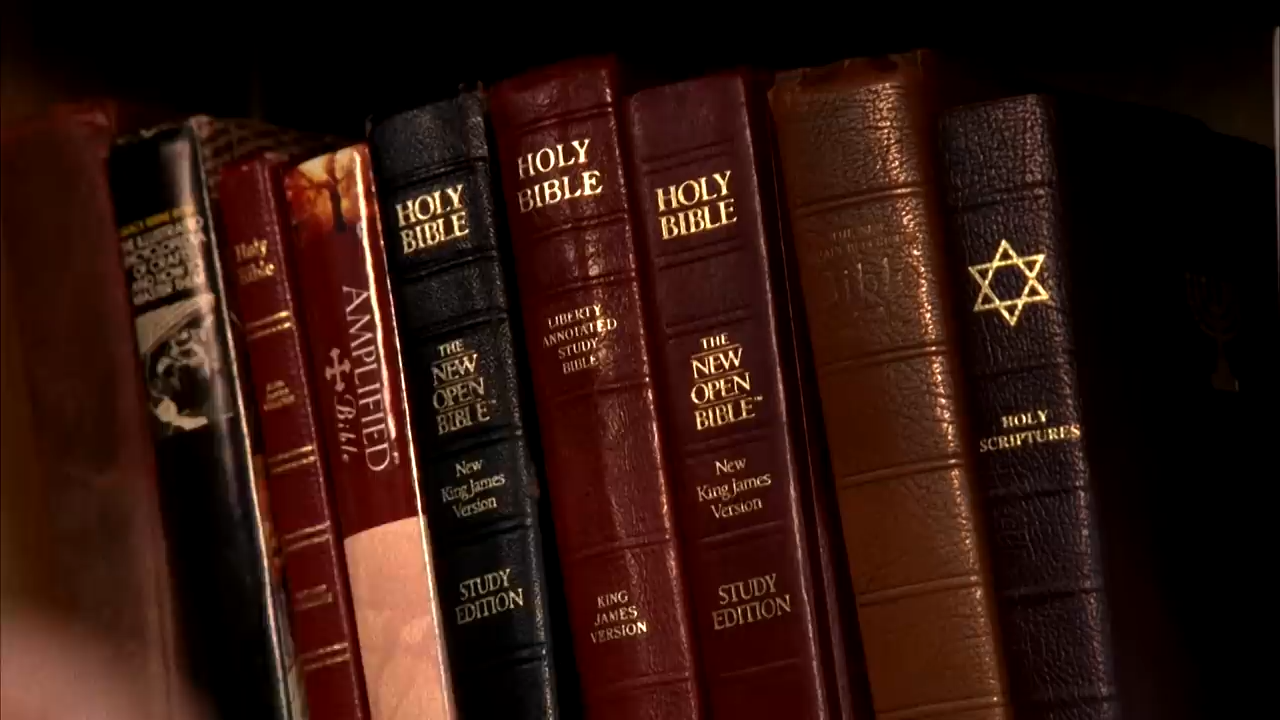 Holy
Bible
AMPLIFIED
Bible
HOLY
BIBLE
THE
NEW
OPEN
BIBLE™
New
King James
Version
STUDY
EDITION
HOLY
BIBLE
LIBERTY
ANNOTATED
STUDY
BIBLE
KING
JAMES
VERSION
HOLY
BIBLE
THE
NEW
OPEN
BIBLE™
New
King James
Version
STUDY
EDITION
Bible
HOLY
SCRIPTURES